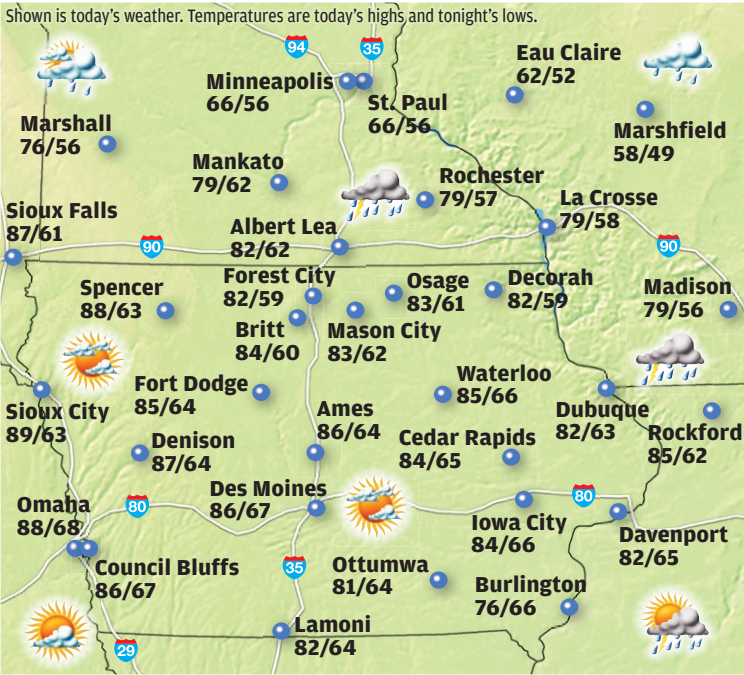 Shown is today's weather. Temperatures are today's highs and tonight's lows.
94
35
Eau Claire
62/52
Minneapolis
66/56
St. Paul
66/56
Marshfield
58/49
Marshall
76/56
Mankato
79/62
Rochester
79/57
La Crosse
79/58
Sioux Falls
87/61
Albert Lea
82/62
90
90
Spencer
88/63
Forest City
82/59
Osage
83/61
Decorah
82/59
Madison
79/56
Britt
84/60
Mason City
83/62
Fort Dodge
85/64
Waterloo
85/66
Sioux City
89/63
Ames
86/64
Dubuque
82/63
Rockford
85/62
Denison
87/64
Cedar Rapids
84/65
Omaha
88/68
80
Des Moines
86/67
80
Iowa City
84/66
Davenport
82/65
Council Bluffs
86/67
35
Ottumwa
81/64
Burlington
76/66
Lamoni
82/64
29